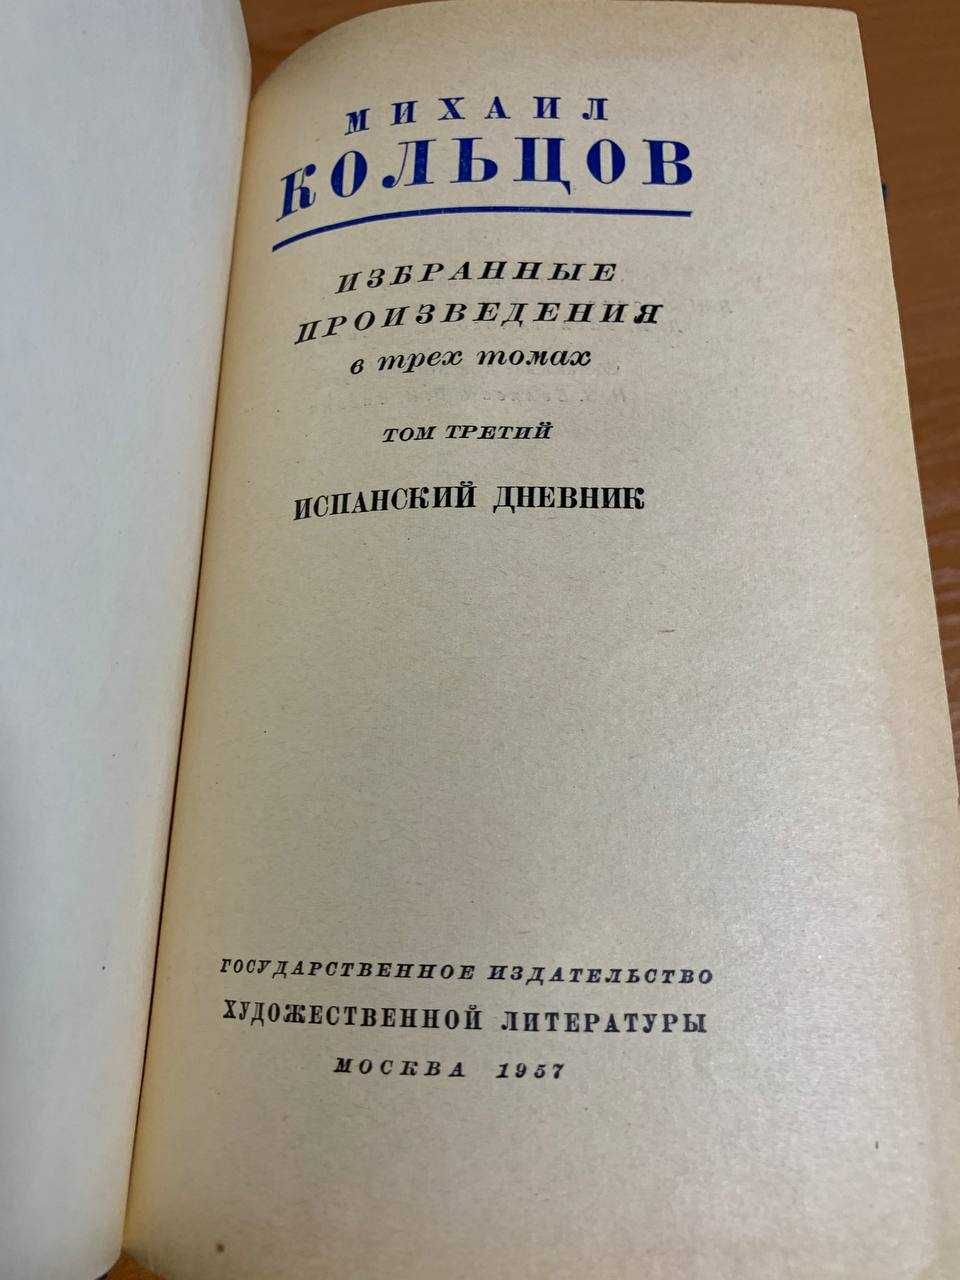 МИХАИЛ
КОЛЬЦОВ
ИЗБРАННЫЕ
ПРОИЗВЕДЕНИЯ
в трех томах
ТОМ ТРЕТИЙ
ИСПАНСКИЙ ДНЕВНИК
ГОСУДАРСТВЕННОЕ ИЗДАТЕЛЬСТВО
ХУДОЖЕСТВЕННОЙ ЛИТЕРАТУРЫ
МОСКВА 1957